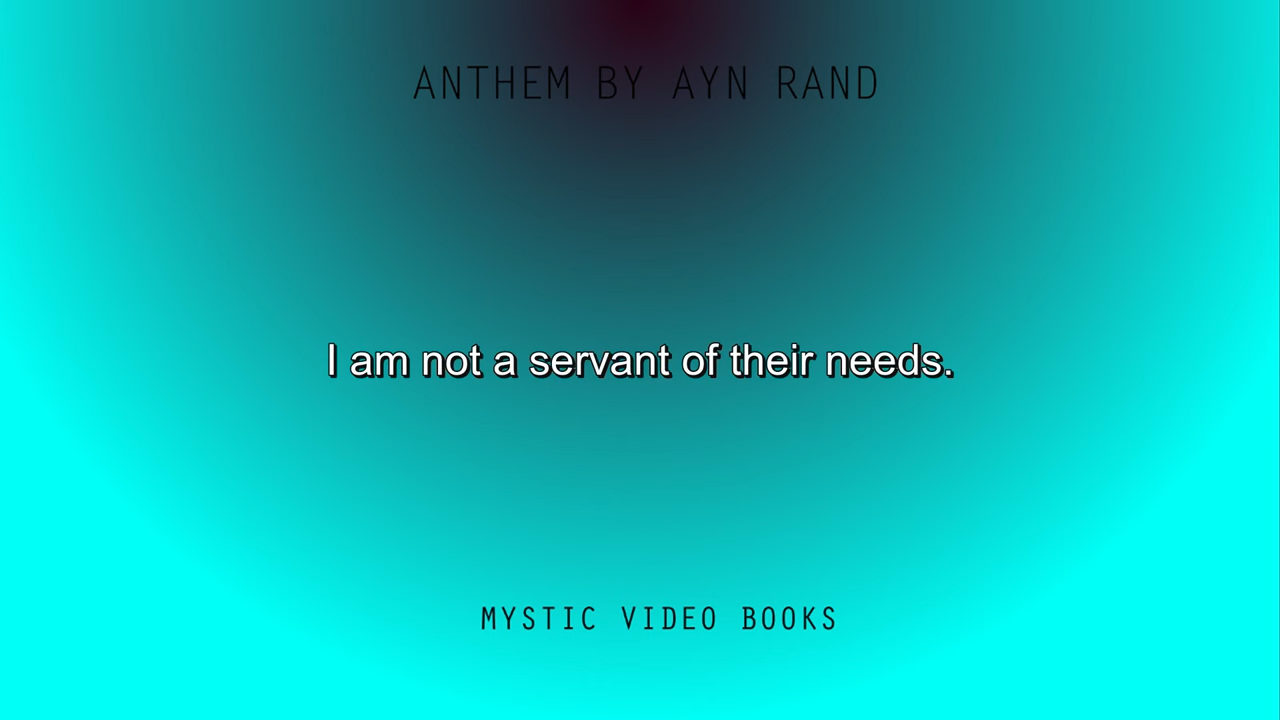 ANTHEM BY AYN RAND
I am not a servant of their needs.
MYSTIC VIDEO BOOKS